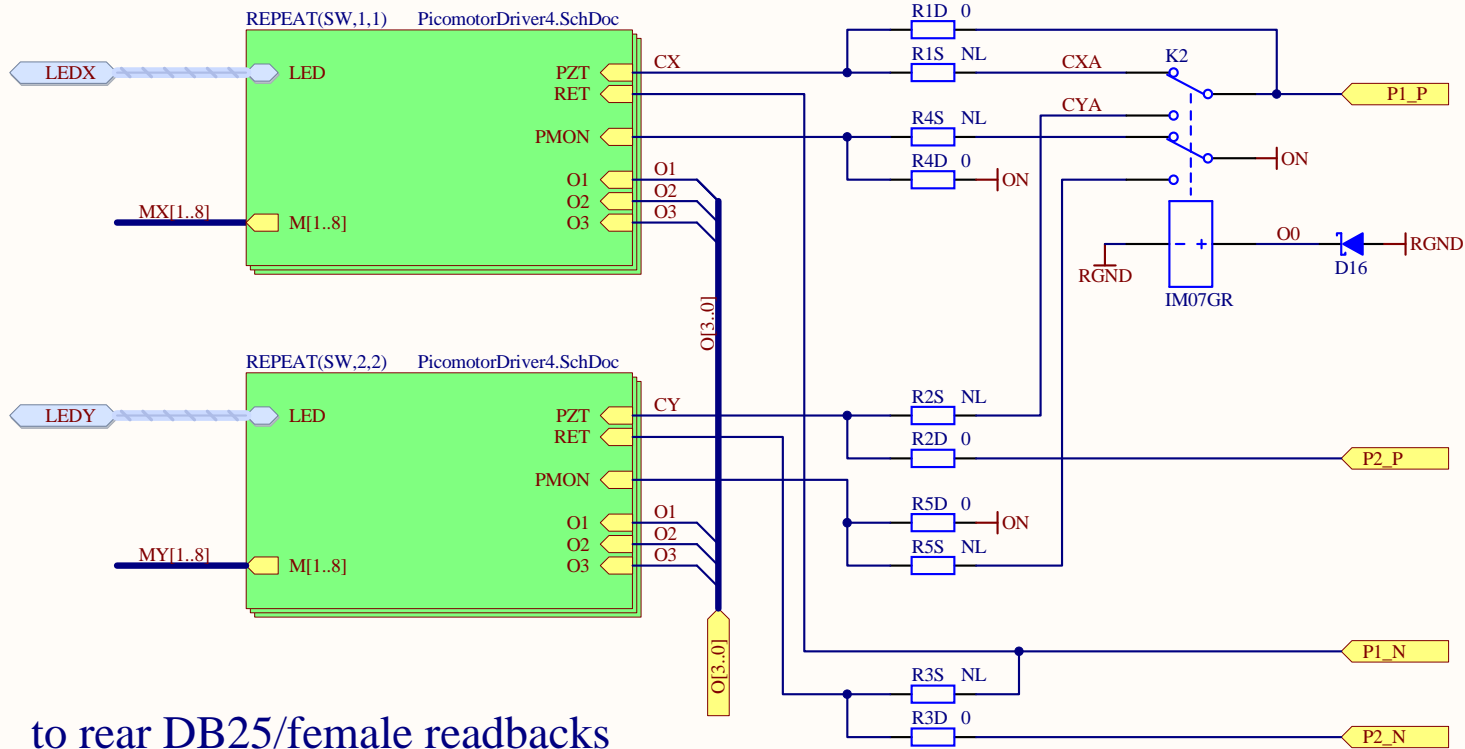 REPEAT(SW,1,1) PicomotorDriver4.SchDoc
R1D 0
LEDX LED PZT CX R1S NL CXA K2
RET P1_P
CYA
PMON R4S NL
O1 O1 R4D 0 ON ON
O2 O2
MX[1..8] M[1..8] O3 O3
O0 RGND
RGND D16
IM07GR
O[3..0]
REPEAT(SW,2,2) PicomotorDriver4.SchDoc
LEDY LED PZT CY R2S NL
RET R2D 0 P2_P
PMON
O1 O1 R5D 0 ON
O2 O2
MY[1..8] M[1..8] O3 O3 R5S NL
O[3..0]
P1_N
R3S NL
R3D 0 P2_N
to rear DB25/female readbacks